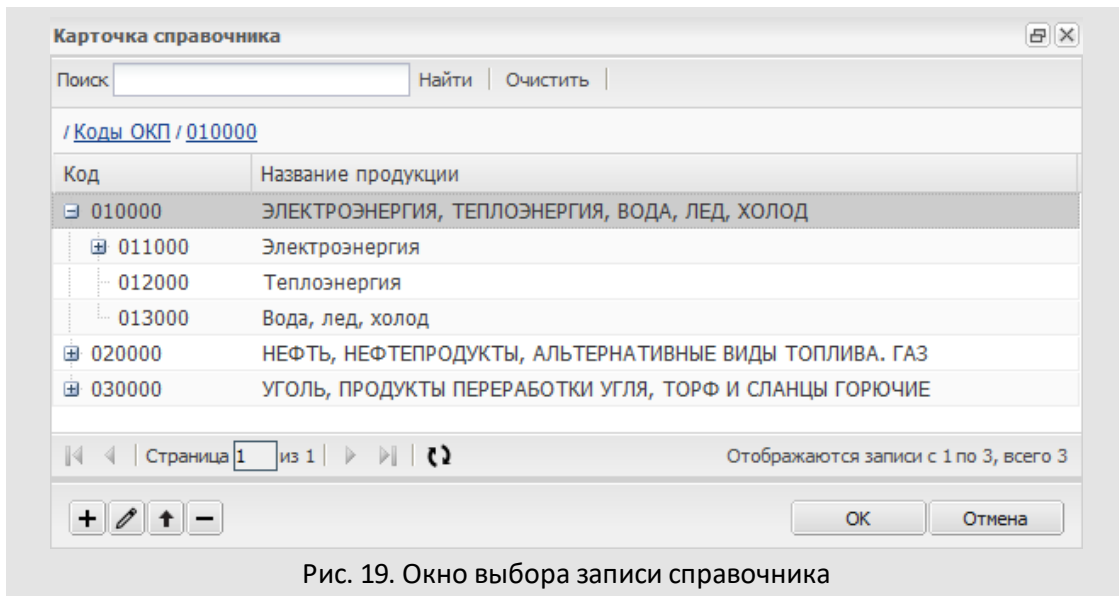 Карточка справочника
Поиск Найти Очистить
/ Коды ОКП / 010000
Код Название продукции
010000 ЭЛЕКТРОЭНЕРГИЯ, ТЕПЛОЭНЕРГИЯ, ВОДА, ЛЕД, ХОЛОД
011000 Электроэнергия
012000 Теплоэнергия
013000 Вода, лед, холод
020000 НЕФТЬ, НЕФТЕПРОДУКТЫ, АЛЬТЕРНАТИВНЫЕ ВИДЫ ТОПЛИВА. ГАЗ
030000 УГОЛЬ, ПРОДУКТЫ ПЕРЕРАБОТКИ УГЛЯ, ТОРФ И СЛАНЦЫ ГОРЮЧИЕ
Страница 1 из 1 Отображаются записи с 1 по 3, всего 3
ОК Отмена
Рис. 19. Окно выбора записи справочника